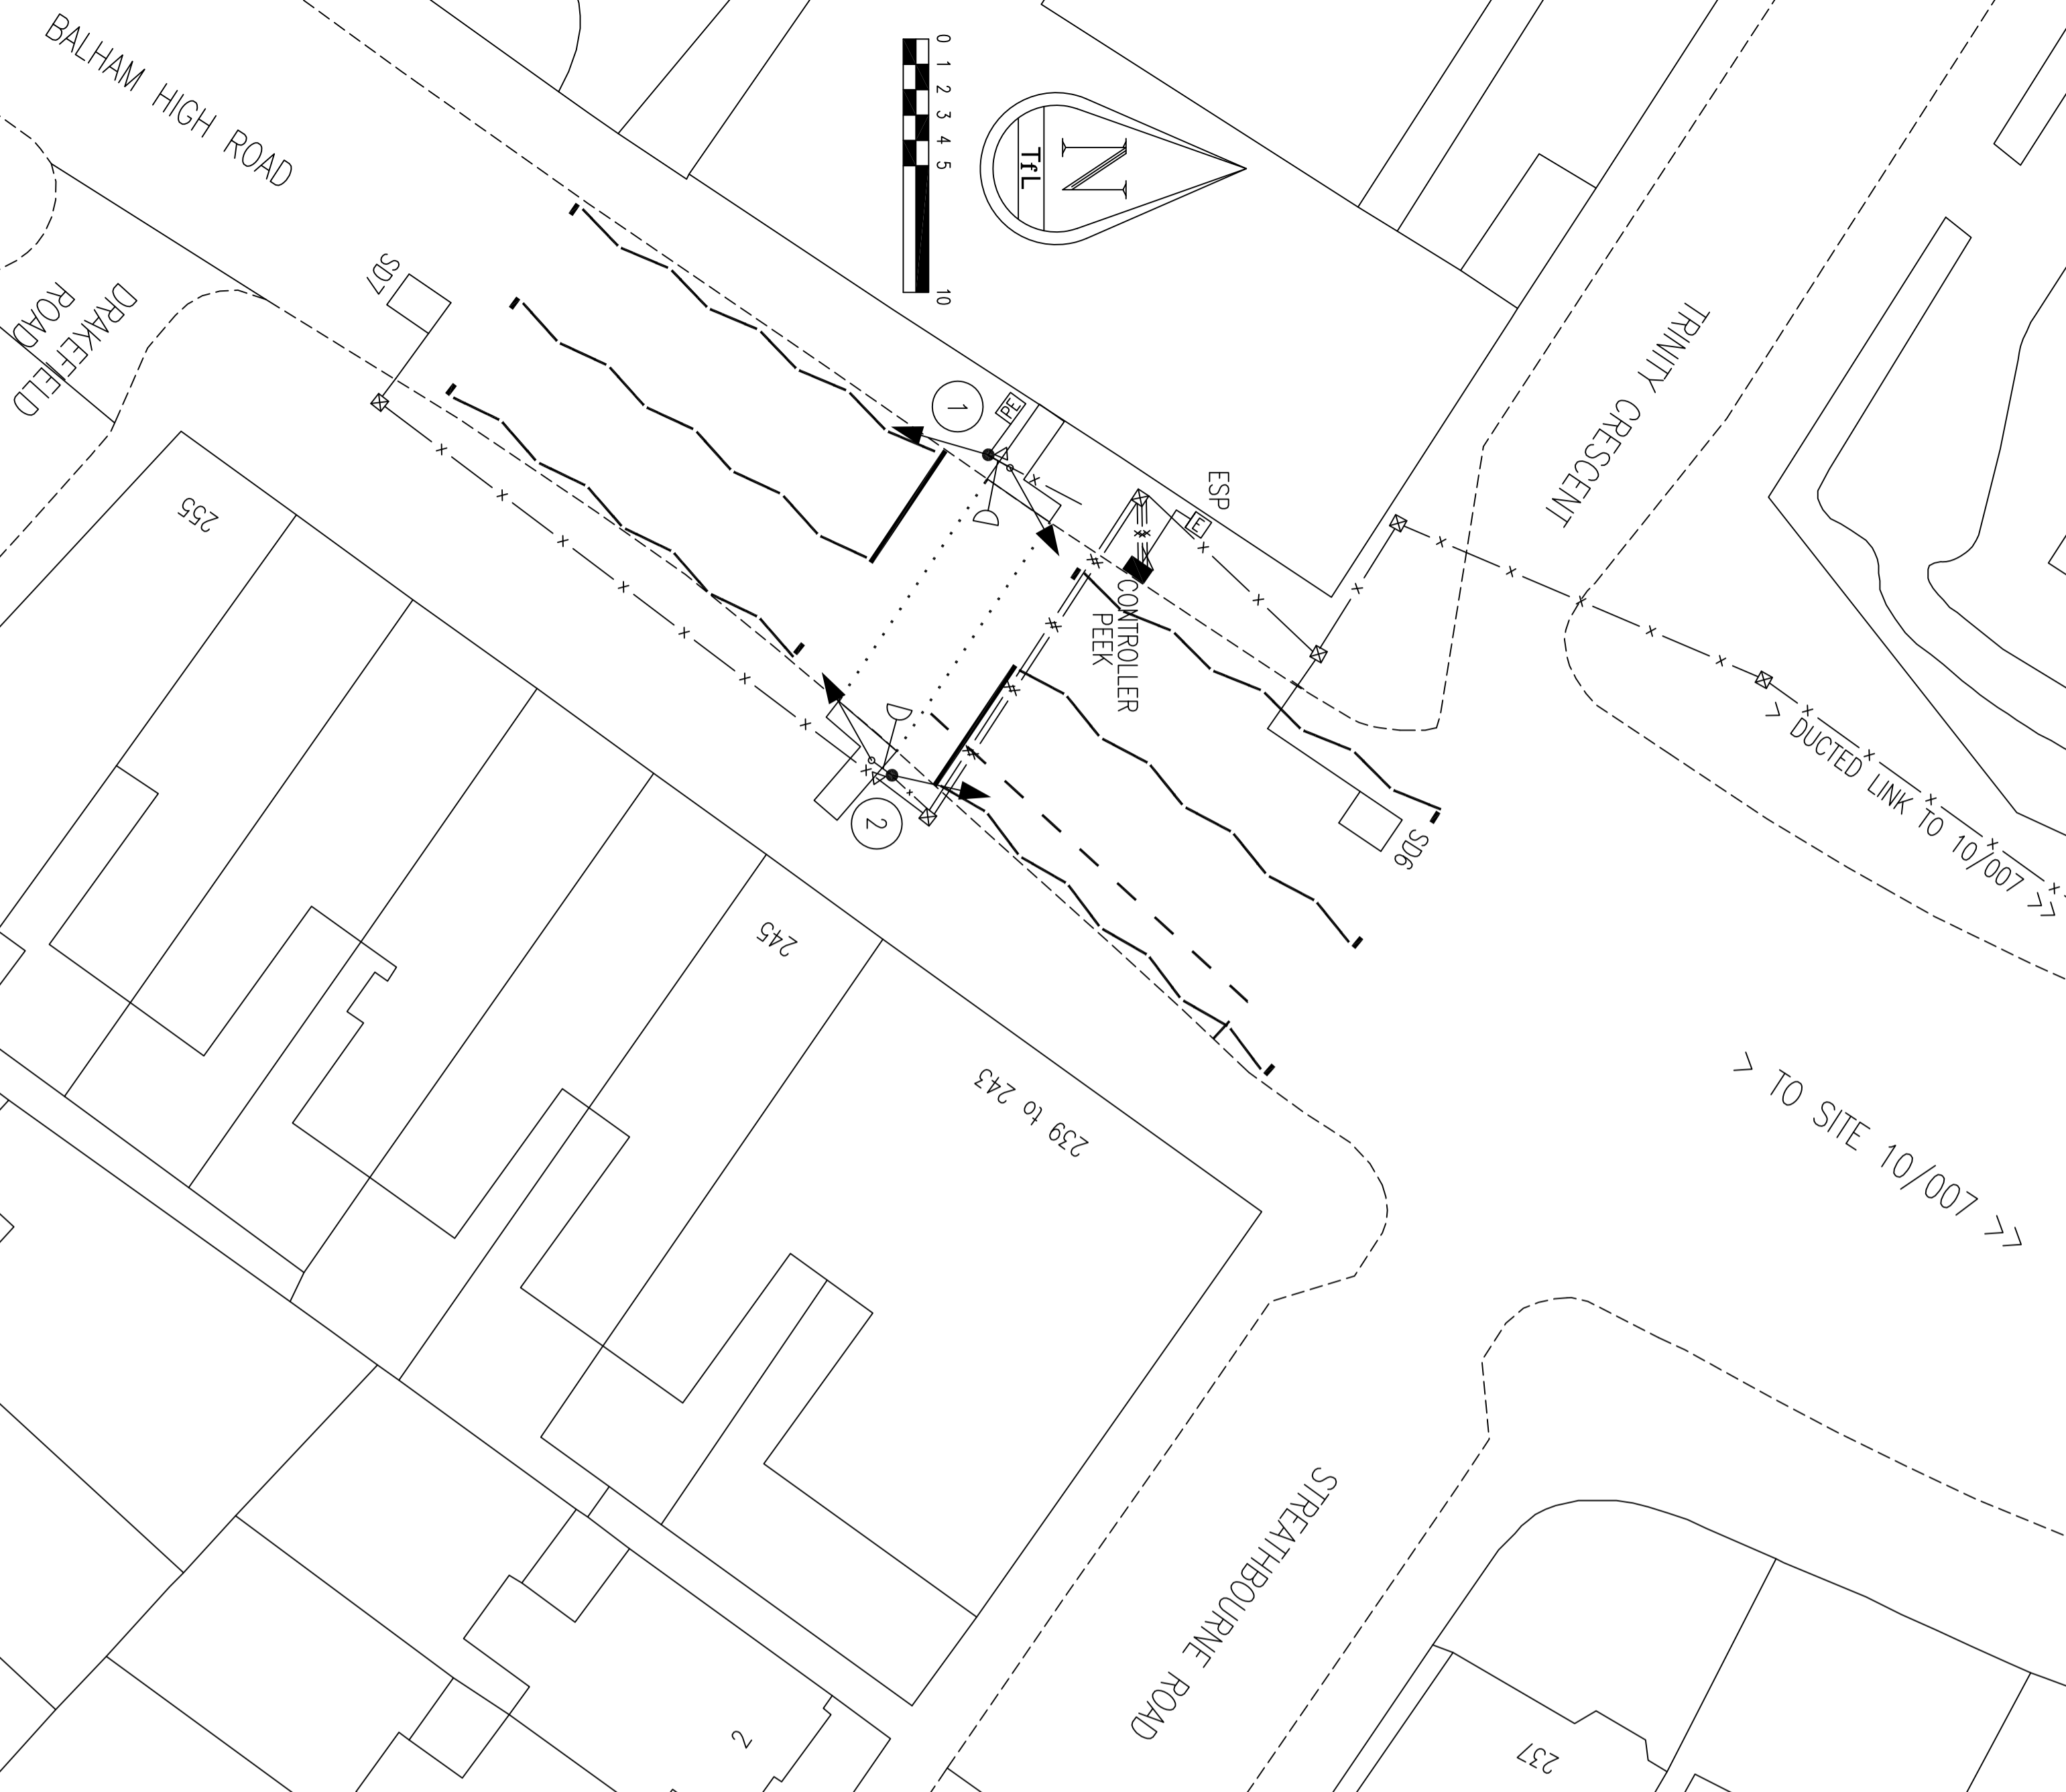 BALHAM HIGH ROAD
DRAKEFIELD
ROAD
SD7
0 1 2 3 4 5 10
N
TfL
1
PE
ESP
E
CONTROLLER
PEEK
TRINITY CRESCENT
> DUCTED LINK TO 10/007 >>
SD6
2
255
245
239 to 243
> TO SITE 10/007 >>
STREATHBOURNE ROAD
2
237